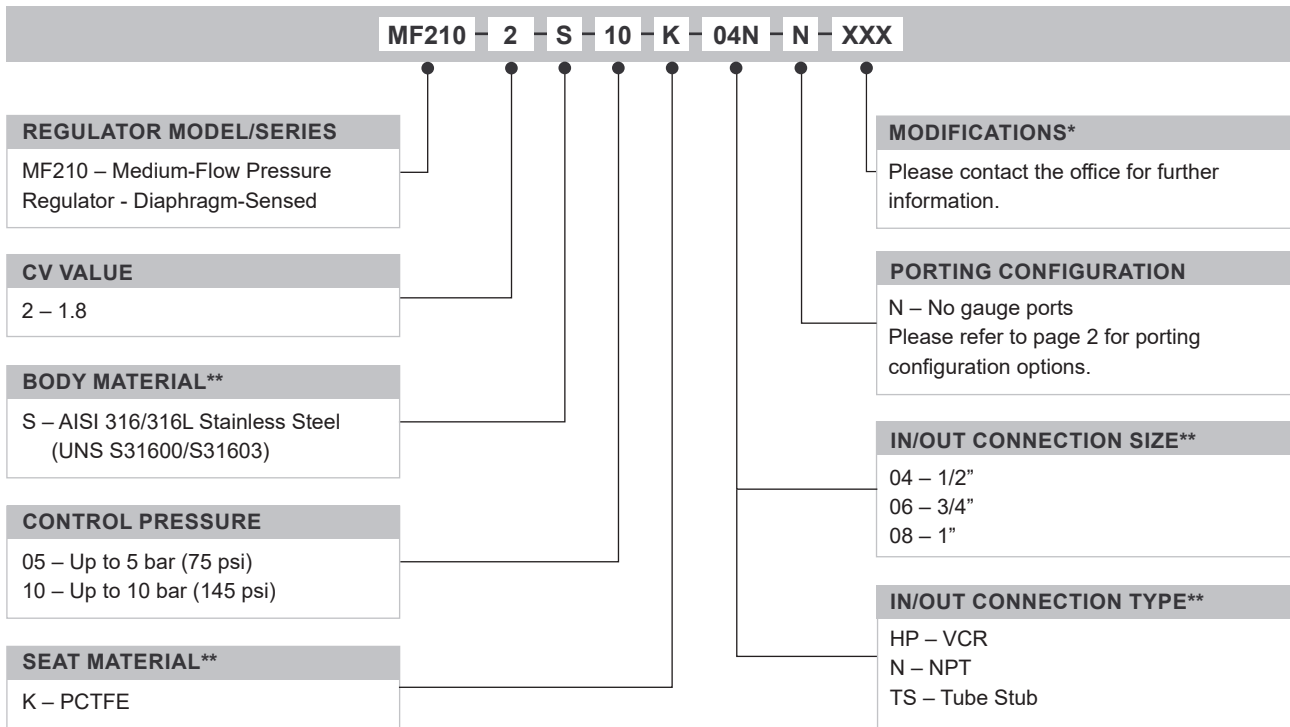 MF210 2 S 10 K 04N N XXX
REGULATOR MODEL/SERIES
MF210 – Medium-Flow Pressure
Regulator - Diaphragm-Sensed
CV VALUE
2 – 1.8
BODY MATERIAL**
S – AISI 316/316L Stainless Steel
(UNS S31600/S31603)
CONTROL PRESSURE
05 – Up to 5 bar (75 psi)
10 – Up to 10 bar (145 psi)
SEAT MATERIAL**
K – PCTFE
MODIFICATIONS*
Please contact the office for further
information.
PORTING CONFIGURATION
N – No gauge ports
Please refer to page 2 for porting
configuration options.
IN/OUT CONNECTION SIZE**
04 – 1/2”
06 – 3/4”
08 – 1”
IN/OUT CONNECTION TYPE**
HP – VCR
N – NPT
TS – Tube Stub